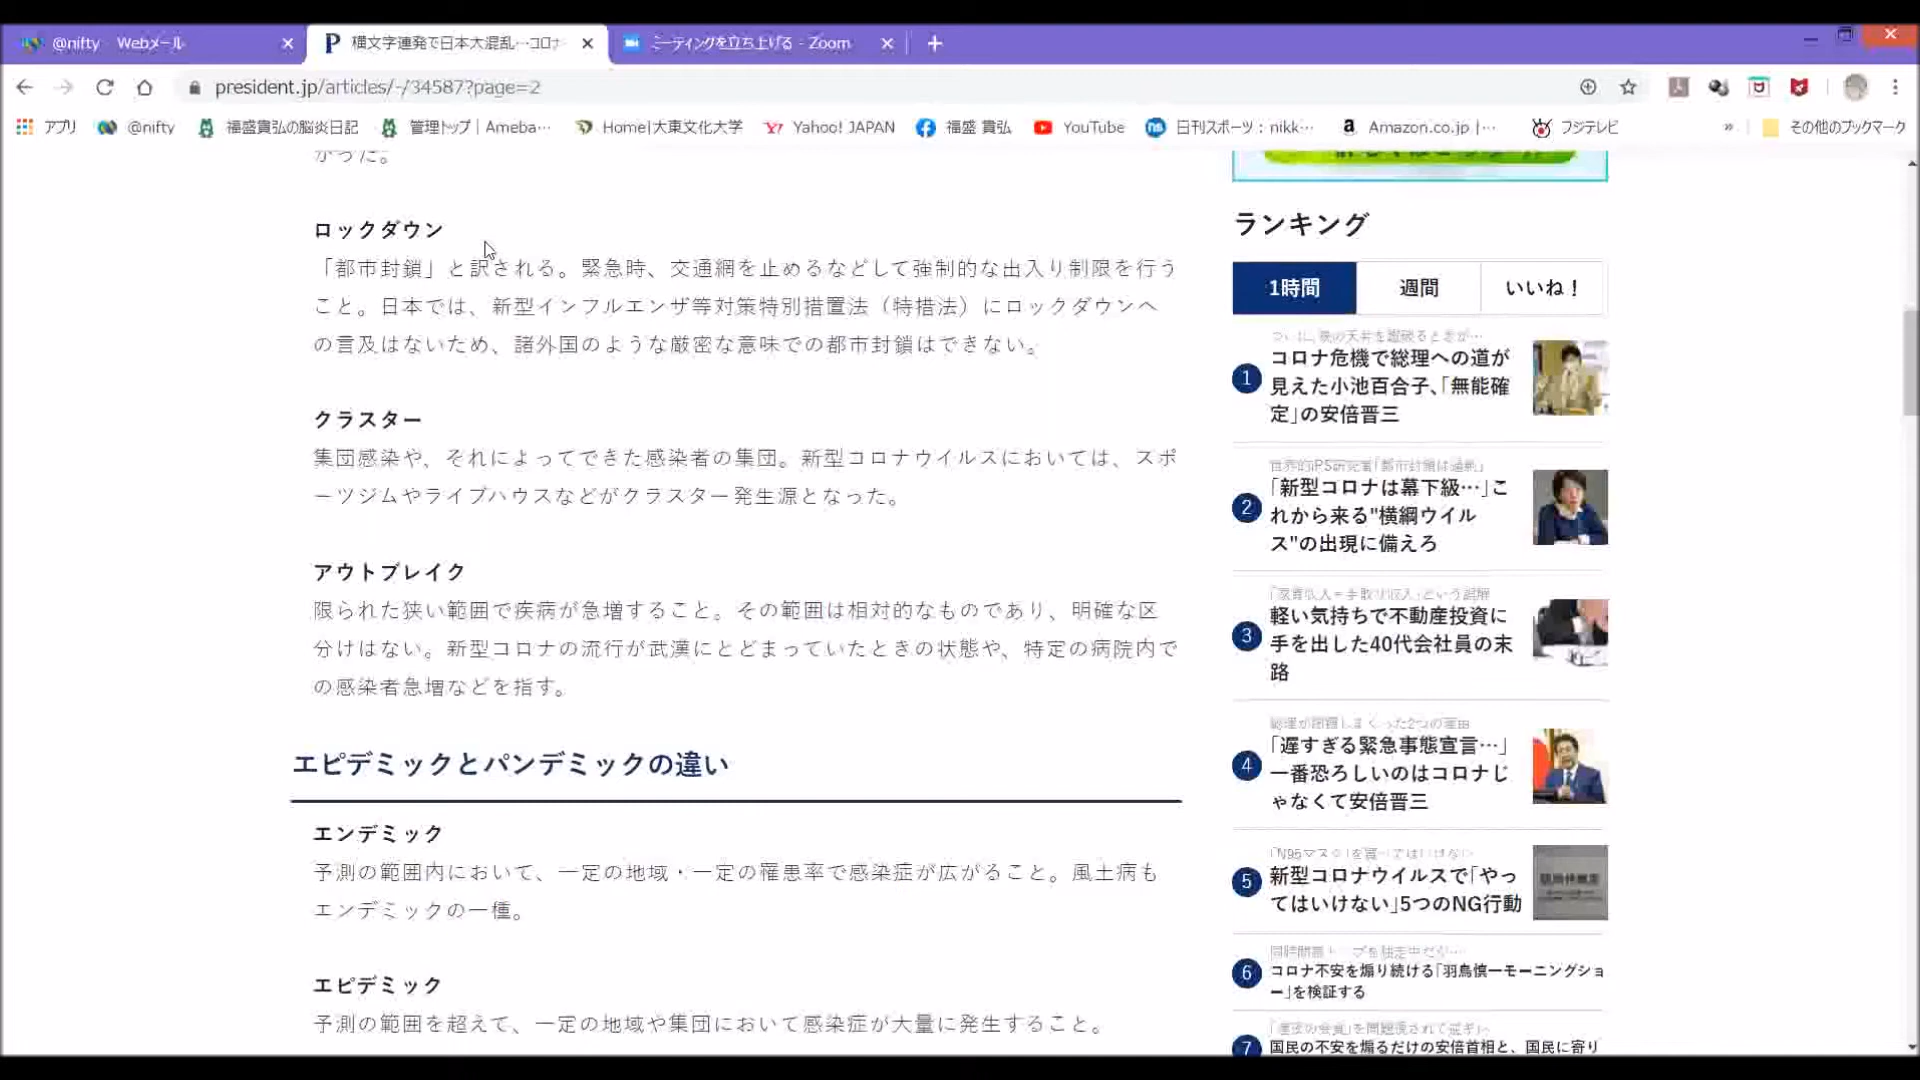 @nifty Webメール
横文字連発で日本大混乱…コロナ
ミーティングを立ち上げる - Zoom
president.jp/articles/-/34587?page=2
アプリ
@nifty
福盛貴弘の脳炎日記
管理トップ | Ameba…
Home|大東文化大学
Yahoo! JAPAN
福盛 貴弘
YouTube
日刊スポーツ : nikk…
Amazon.co.jp |…
フジテレビ
»
その他のブックマーク
かった。
ロックダウン
「都市封鎖」と訳される。緊急時、交通網を止めるなどして強制的な出入り制限を行う
こと。日本では、新型インフルエンザ等対策特別措置法（特措法）にロックダウンへ
の言及はないため、諸外国のような厳密な意味での都市封鎖はできない。
クラスター
集団感染や、それによってできた感染者の集団。新型コロナウイルスにおいては、スポ
ーツジムやライブハウスなどがクラスター発生源となった。
アウトブレイク
限られた狭い範囲で疾病が急増すること。その範囲は相対的なものであり、明確な区
分けはない。新型コロナの流行が武漢にとどまっていたときの状態や、特定の病院内で
の感染者急増などを指す。
エピデミックとパンデミックの違い
エンデミック
予測の範囲内において、一定の地域・一定の罹患率で感染症が広がること。風土病も
エンデミックの一種。
エピデミック
予測の範囲を超えて、一定の地域や集団において感染症が大量に発生すること。
ランキング
1時間
週間
いいね！
1
コロナ危機で総理への道が
見えた小池百合子、「無能確
定」の安倍晋三
2
「新型コロナは幕下級…」こ
れから来る"横綱ウイル
ス"の出現に備えろ
3
「家賃収入＝手取り収入」という誤解
軽い気持ちで不動産投資に
手を出した40代会社員の末
路
4
「遅すぎる緊急事態宣言…」
一番恐ろしいのはコロナじ
ゃなくて安倍晋三
5
新型コロナウイルスで「やっ
てはいけない」5つのNG行動
6
コロナ不安を煽り続ける「羽鳥慎一モーニングショ
ー」を検証する
7
国民の不安を煽るだけの安倍首相と、国民に寄り